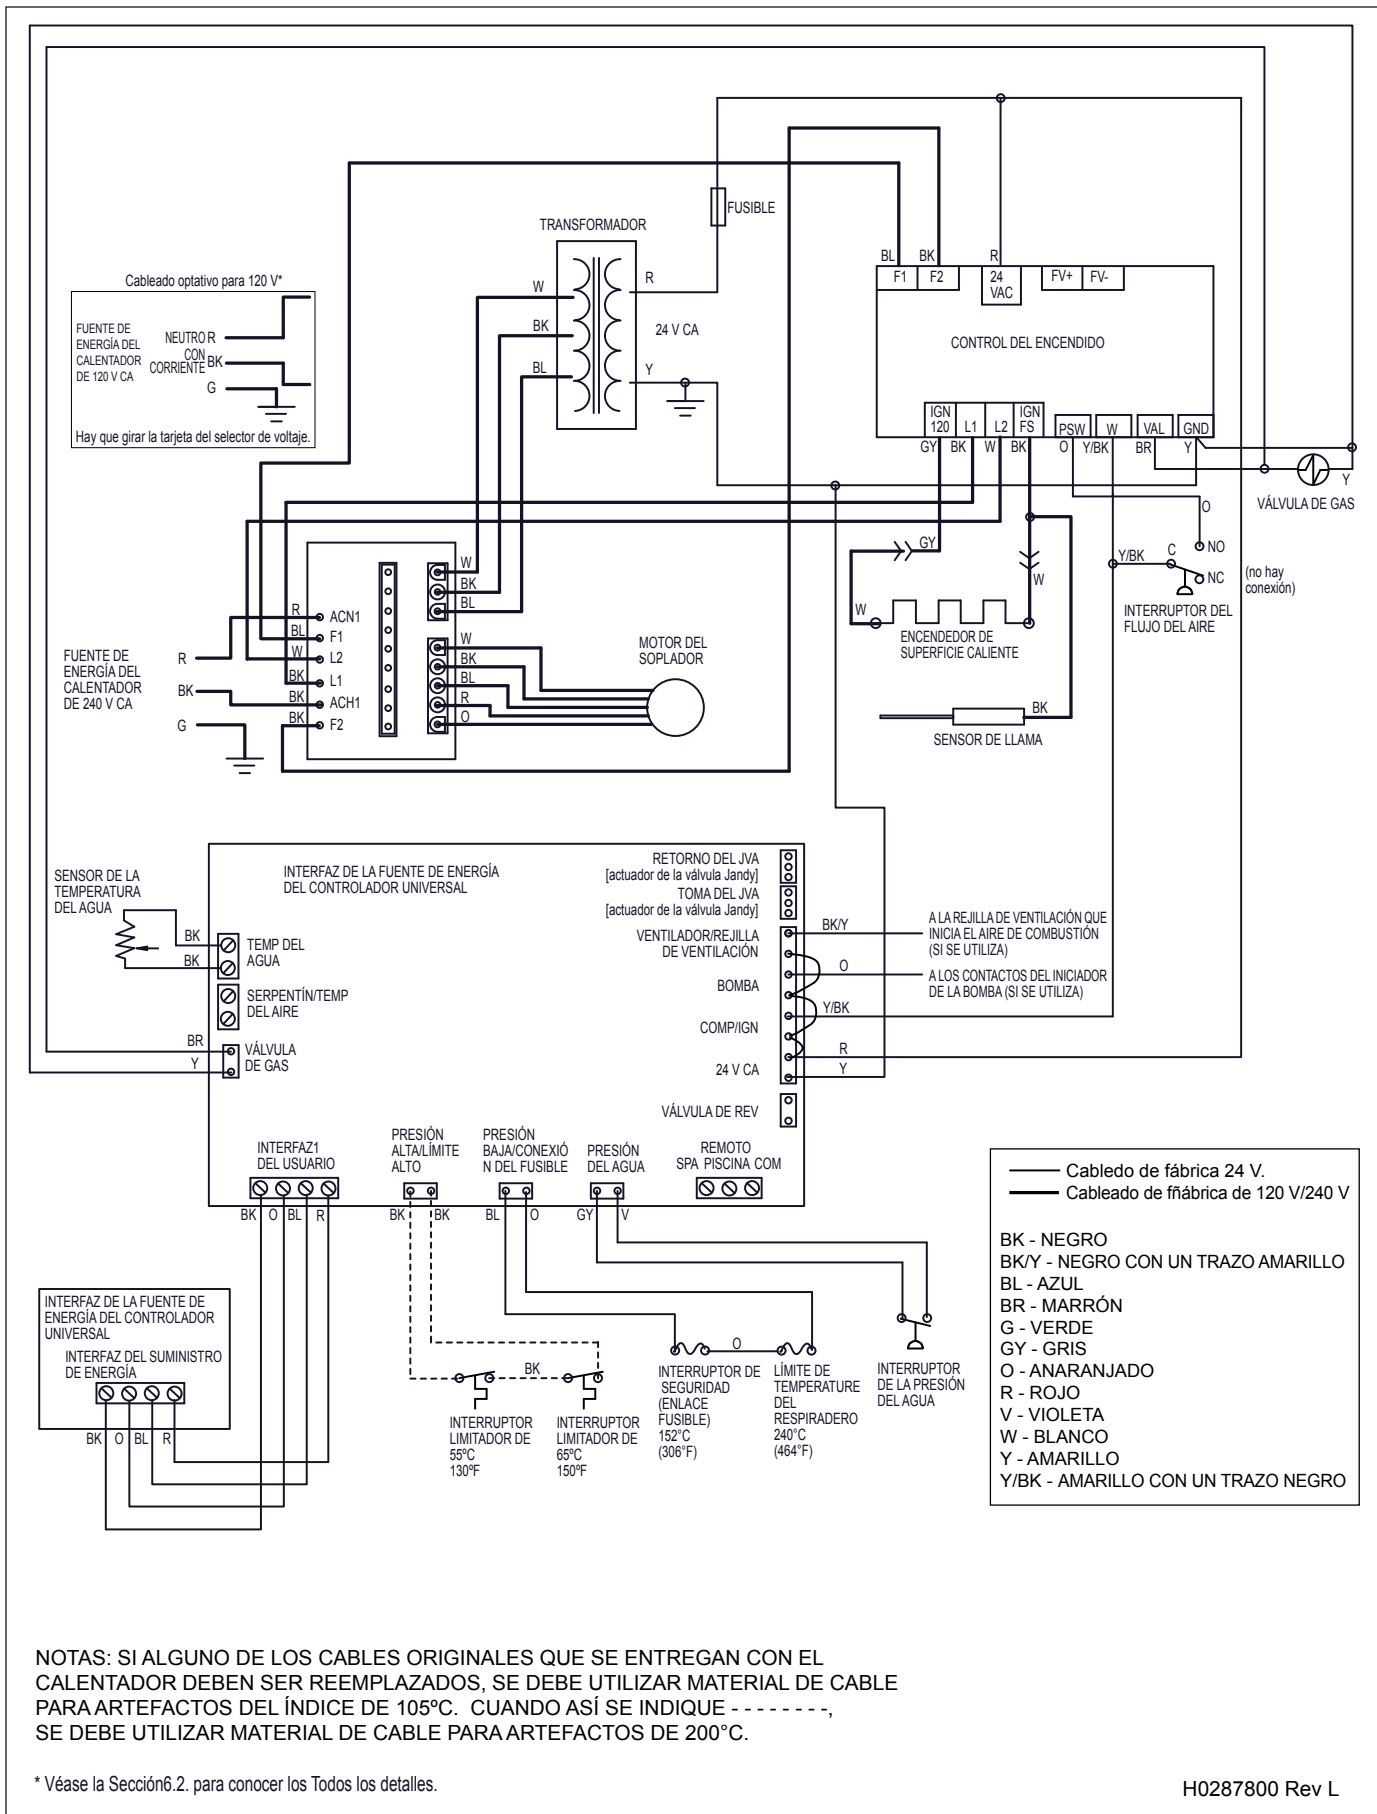 FUSIBLE
TRANSFORMADOR
R
W
24 V CA
BK
BL
Y
Cableado optativo para 120 V*
FUENTE DE
ENERGÍA DEL
CALENTADOR
DE 120 V CA
NEUTRO R
CON
CORRIENTE BK
G
Hay que girar la tarjeta del selector de voltaje.
BL BK R
F1 F2 24
VAC
FV+ FV-
CONTROL DEL ENCENDIDO
IGN
120
L1 L2 IGN
FS
PSW W VAL GND
GY BK W BK O Y/BK BR Y
Y
VÁLVULA DE GAS
O
NO
C
Y/BK
NC
(no hay
conexión)
INTERRUPTOR DEL
FLUJO DEL AIRE
GY
W
W
ENCENDEDOR DE
SUPERFICIE CALIENTE
BK
SENSOR DE LLAMA
W
BK
BL
W
BK
BL
R
O
MOTOR DEL
SOPLADOR
R ACN1
BL F1
W L2
BK L1
BK ACH1
BK F2
FUENTE DE
ENERGÍA DEL
CALENTADOR
DE 240 V CA
R
BK
G
SENSOR DE LA
TEMPERATURA
DEL AGUA
INTERFAZ DE LA FUENTE DE ENERGÍA
DEL CONTROLADOR UNIVERSAL
RETORNO DEL JVA
[actuador de la válvula Jandy]
TOMA DEL JVA
[actuador de la válvula Jandy]
VENTILADOR/REJILLA
DE VENTILACIÓN
BOMBA
COMP/IGN
24 V CA
VÁLVULA DE REV
BK/Y
O
Y/BK
R
Y
A LA REJILLA DE VENTILACIÓN QUE
INICIA EL AIRE DE COMBUSTIÓN
(SI SE UTILIZA)
A LOS CONTACTOS DEL INICIADOR
DE LA BOMBA (SI SE UTILIZA)
BK
BK
TEMP DEL
AGUA
SERPENTÍN/TEMP
DEL AIRE
BR
Y
VÁLVULA
DE GAS
INTERFAZ1
DEL USUARIO
PRESIÓN
ALTA/LÍMITE
ALTO
PRESIÓN
BAJA/CONEXIÓ
N DEL FUSIBLE
PRESIÓN
DEL AGUA
REMOTO
SPA PISCINA COM
BK O BL R
BK BK
BL O
GY V
INTERFAZ DE LA FUENTE DE
ENERGÍA DEL CONTROLADOR
UNIVERSAL
INTERFAZ DEL SUMINISTRO
DE ENERGÍA
BK O BL R
BK
INTERRUPTOR
LIMITADOR DE
55ºC
130ºF
INTERRUPTOR
LIMITADOR DE
65ºC
150ºF
O
INTERRUPTOR DE
SEGURIDAD
(ENLACE
FUSIBLE)
152°C
(306°F)
LÍMITE DE
TEMPERATURE
DEL
RESPIRADERO
240°C
(464°F)
INTERRUPTOR
DE LA PRESIÓN
DEL AGUA
Cabledo de fábrica 24 V.
Cableado de fñábrica de 120 V/240 V
BK - NEGRO
BK/Y - NEGRO CON UN TRAZO AMARILLO
BL - AZUL
BR - MARRÓN
G - VERDE
GY - GRIS
O - ANARANJADO
R - ROJO
V - VIOLETA
W - BLANCO
Y - AMARILLO
Y/BK - AMARILLO CON UN TRAZO NEGRO
NOTAS: SI ALGUNO DE LOS CABLES ORIGINALES QUE SE ENTREGAN CON EL
CALENTADOR DEBEN SER REEMPLAZADOS, SE DEBE UTILIZAR MATERIAL DE CABLE
PARA ARTEFACTOS DEL ÍNDICE DE 105ºC. CUANDO ASÍ SE INDIQUE - - - - - - - -,
SE DEBE UTILIZAR MATERIAL DE CABLE PARA ARTEFACTOS DE 200°C.
* Véase la Sección6.2. para conocer los Todos los detalles.
H0287800 Rev L